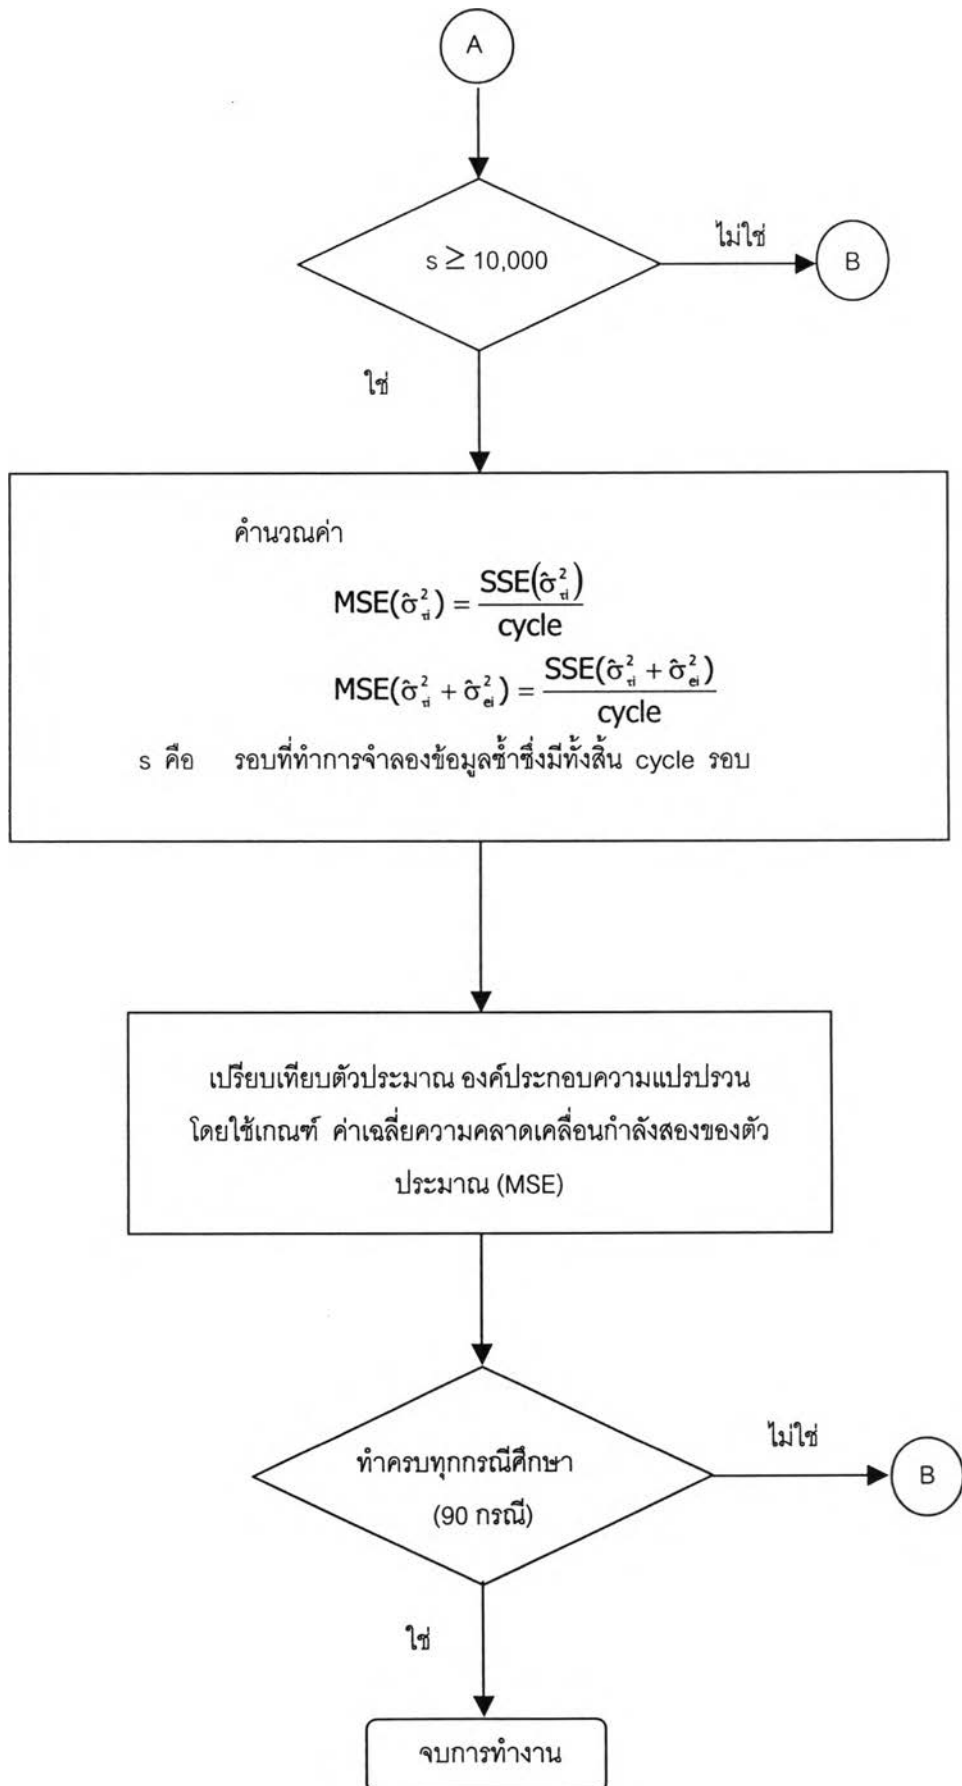 A
s ≥ 10,000
ไม่ใช่
B
ใช่
คำนวณค่า
MSE(σ̂²τi) = SSE(σ̂²τi) / cycle
MSE(σ̂²τi + σ̂²ei) = SSE(σ̂²τi + σ̂²ei) / cycle
s คือ รอบที่ทำการจำลองข้อมูลซ้ำซึ่งมีทั้งสิ้น cycle รอบ
เปรียบเทียบตัวประมาณ องค์ประกอบความแปรปรวน
โดยใช้เกณฑ์ ค่าเฉลี่ยความคลาดเคลื่อนกำลังสองของตัว
ประมาณ (MSE)
ทำครบทุกกรณีศึกษา
(90 กรณี)
ไม่ใช่
B
ใช่
จบการทำงาน